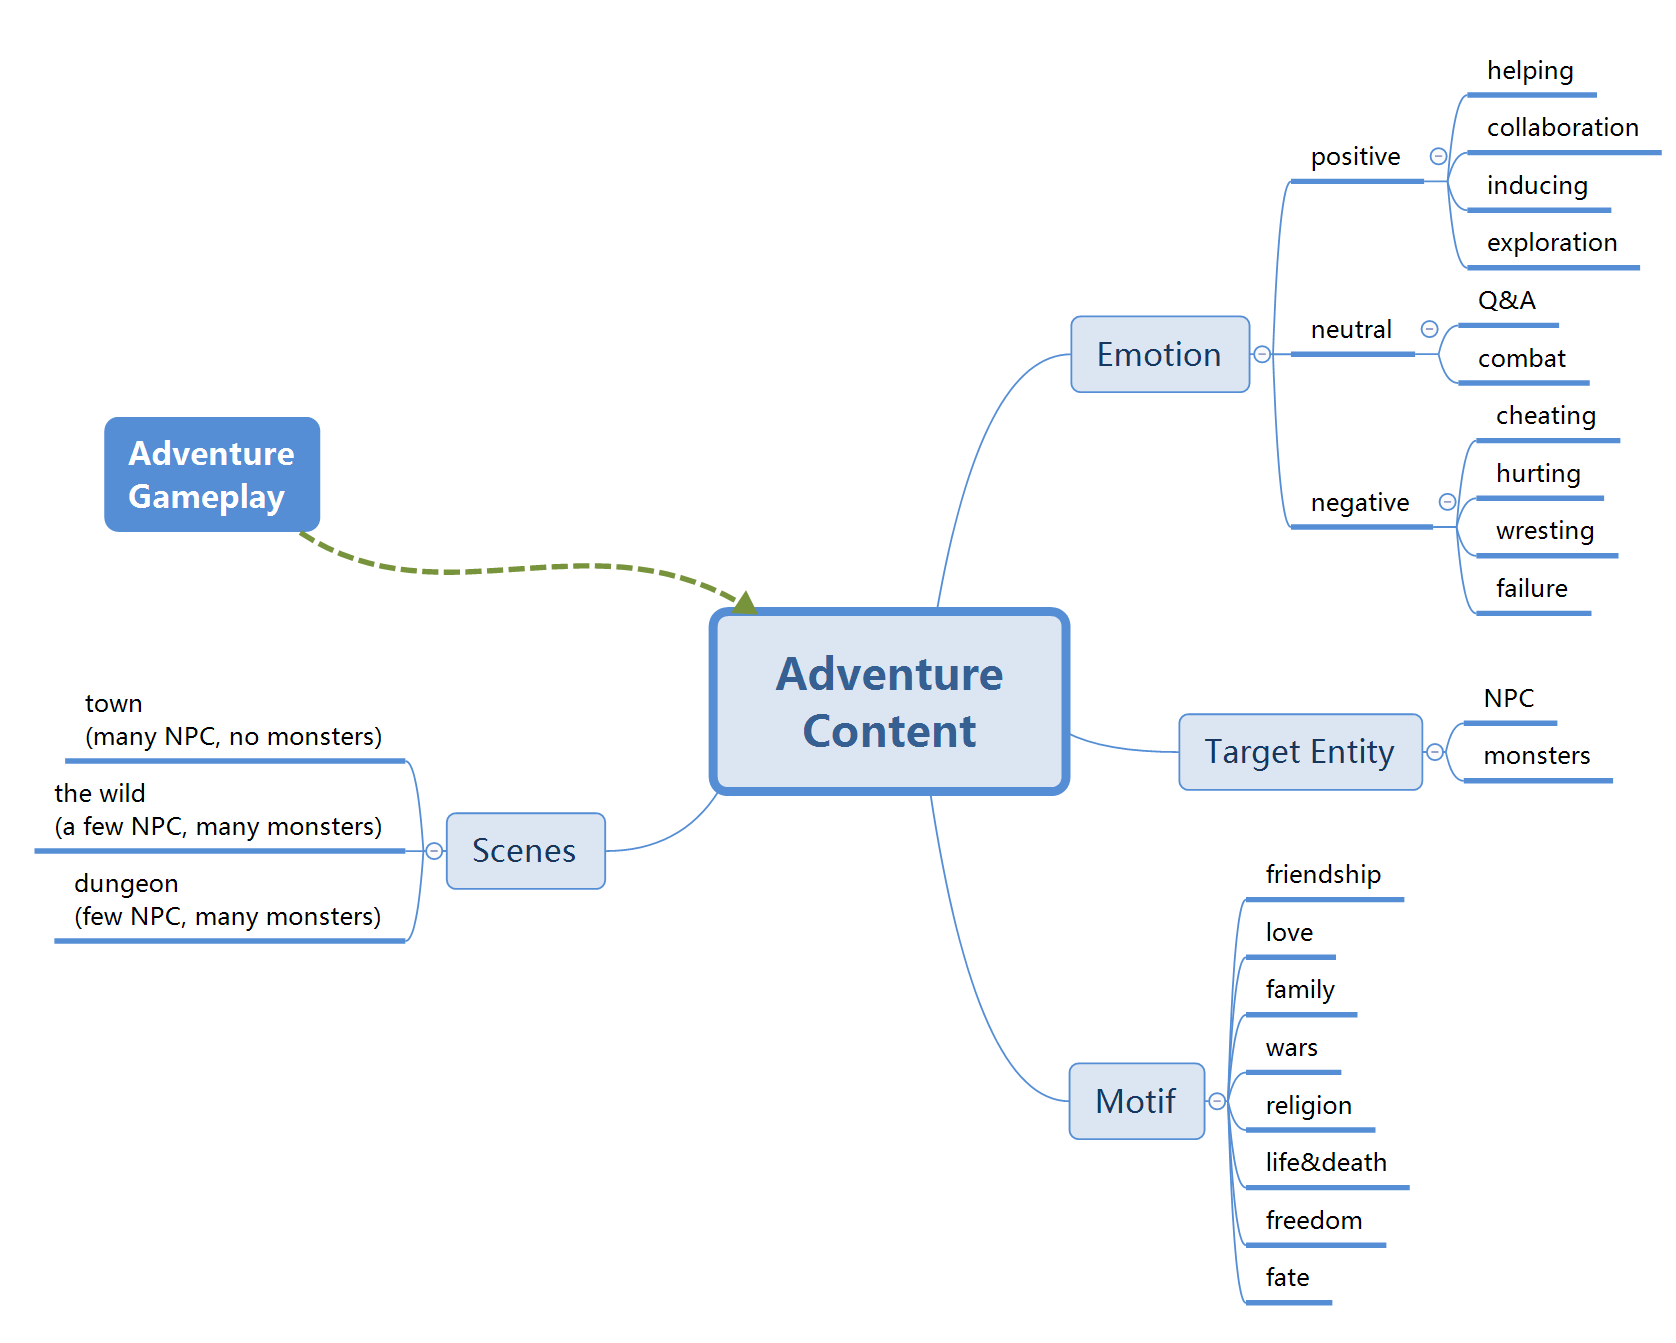 helping
collaboration
positive
inducing
exploration
Q&A
neutral
Emotion
combat
cheating
Adventure
Gameplay
hurting
negative
wresting
failure
Adventure
Content
town
(many NPC, no monsters)
NPC
Target Entity
monsters
the wild
(a few NPC, many monsters)
Scenes
dungeon
(few NPC, many monsters)
friendship
love
family
wars
Motif
religion
life&death
freedom
fate